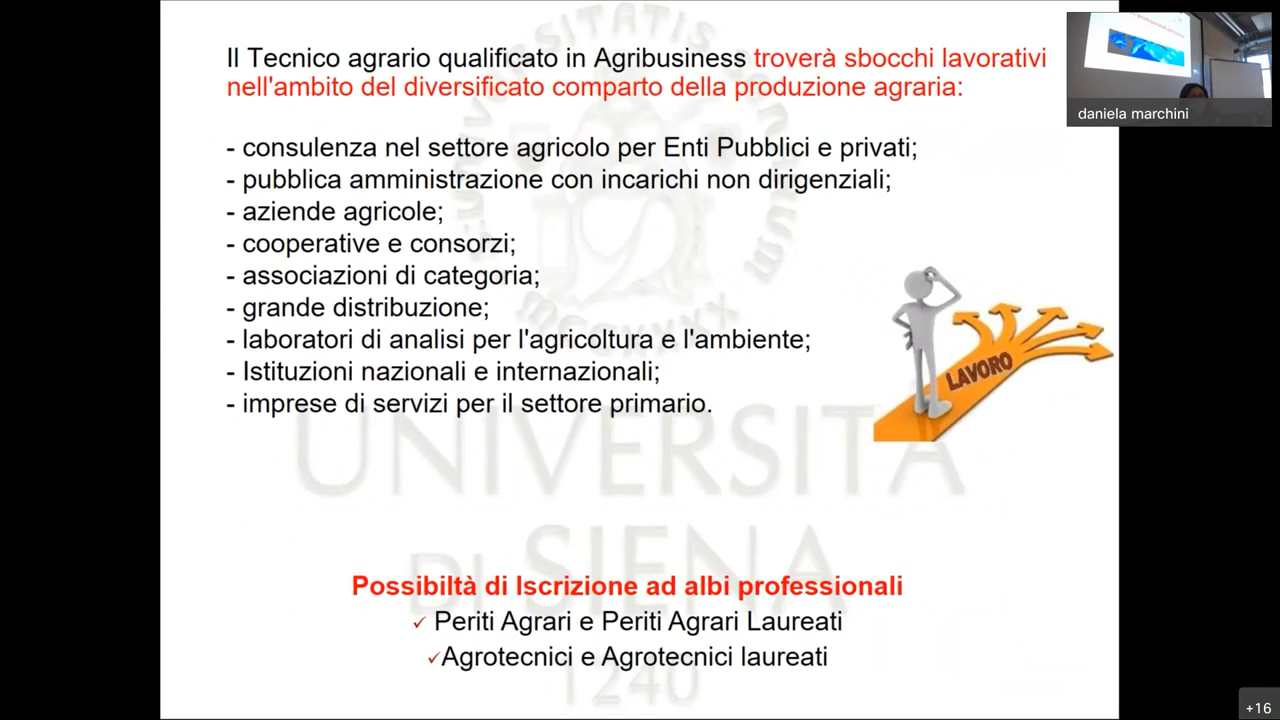 Il Tecnico agrario qualificato in Agribusiness troverà sbocchi lavorativi
nell'ambito del diversificato comparto della produzione agraria:
- consulenza nel settore agricolo per Enti Pubblici e privati;
- pubblica amministrazione con incarichi non dirigenziali;
- aziende agricole;
- cooperative e consorzi;
- associazioni di categoria;
- grande distribuzione;
- laboratori di analisi per l'agricoltura e l'ambiente;
- Istituzioni nazionali e internazionali;
- imprese di servizi per il settore primario.
LAVORO
UNIVERSITÀ
DI SIENA
1240
Possibiltà di Iscrizione ad albi professionali
✓ Periti Agrari e Periti Agrari Laureati
✓Agrotecnici e Agrotecnici laureati
daniela marchini
+16